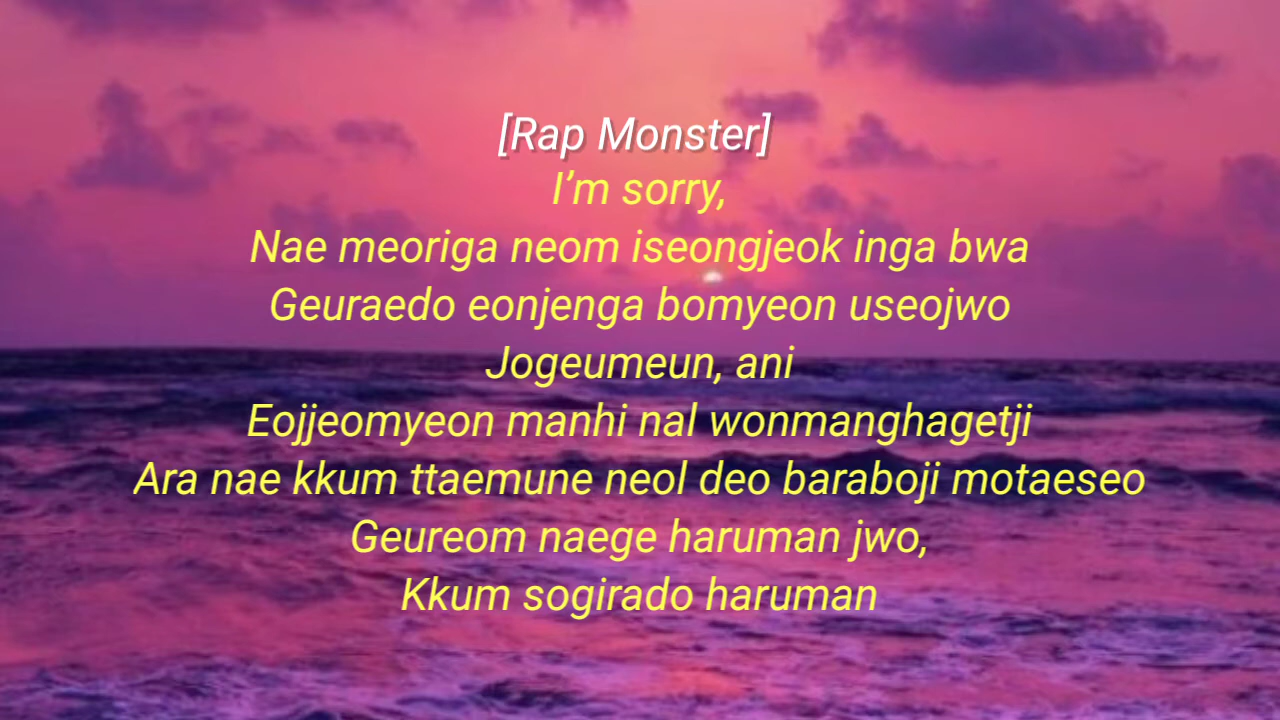 [Rap Monster]
I’m sorry,
Nae meoriga neom iseongjeok inga bwa
Geuraedo eonjenga bomyeon useojwo
Jogeumeun, ani
Eojjeomyeon manhi nal wonmanghagetji
Ara nae kkum ttaemune neol deo baraboji motaeseo
Geureom naege haruman jwo,
Kkum sogirado haruman